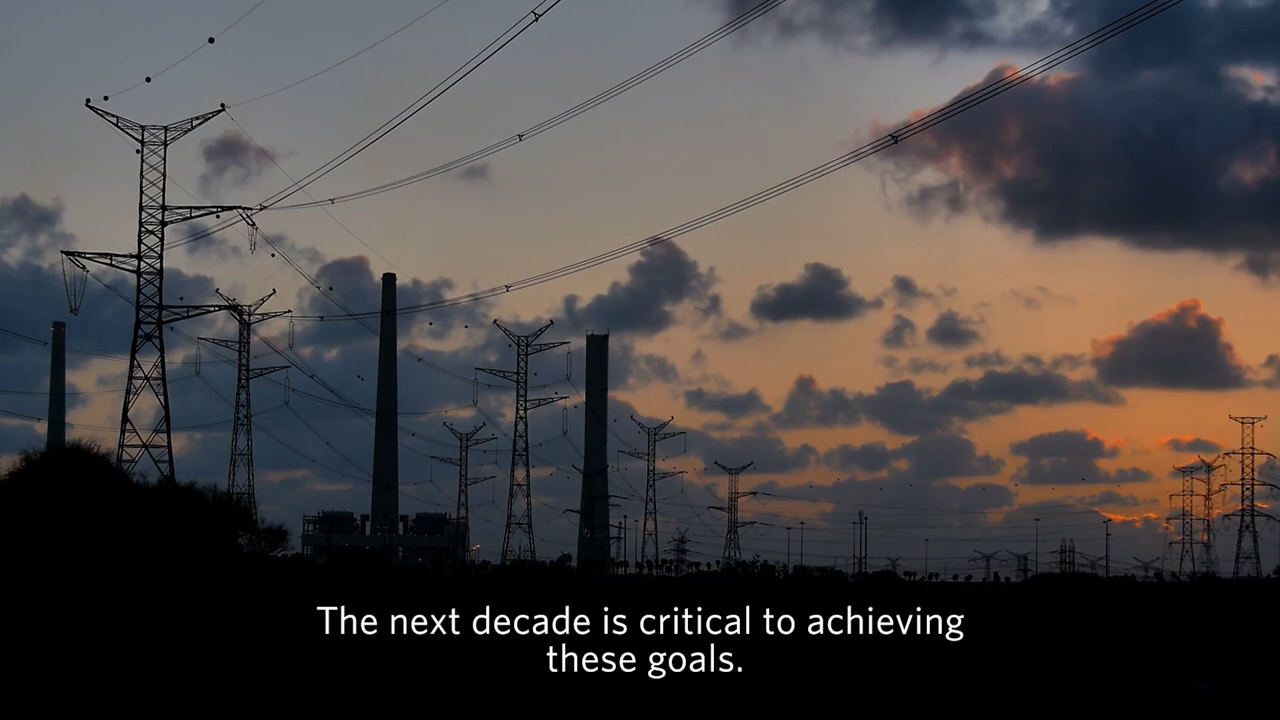 The next decade is critical to achieving
these goals.